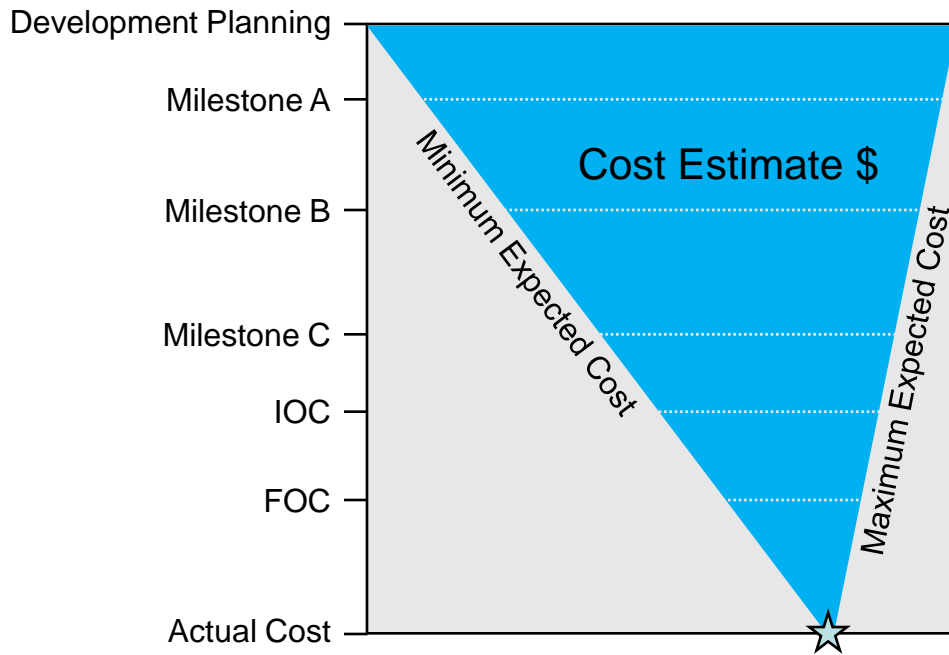 Development Planning
Milestone A
Cost Estimate $
Minimum Expected Cost
Milestone B
Maximum Expected Cost
Milestone C
IOC
FOC
Actual Cost